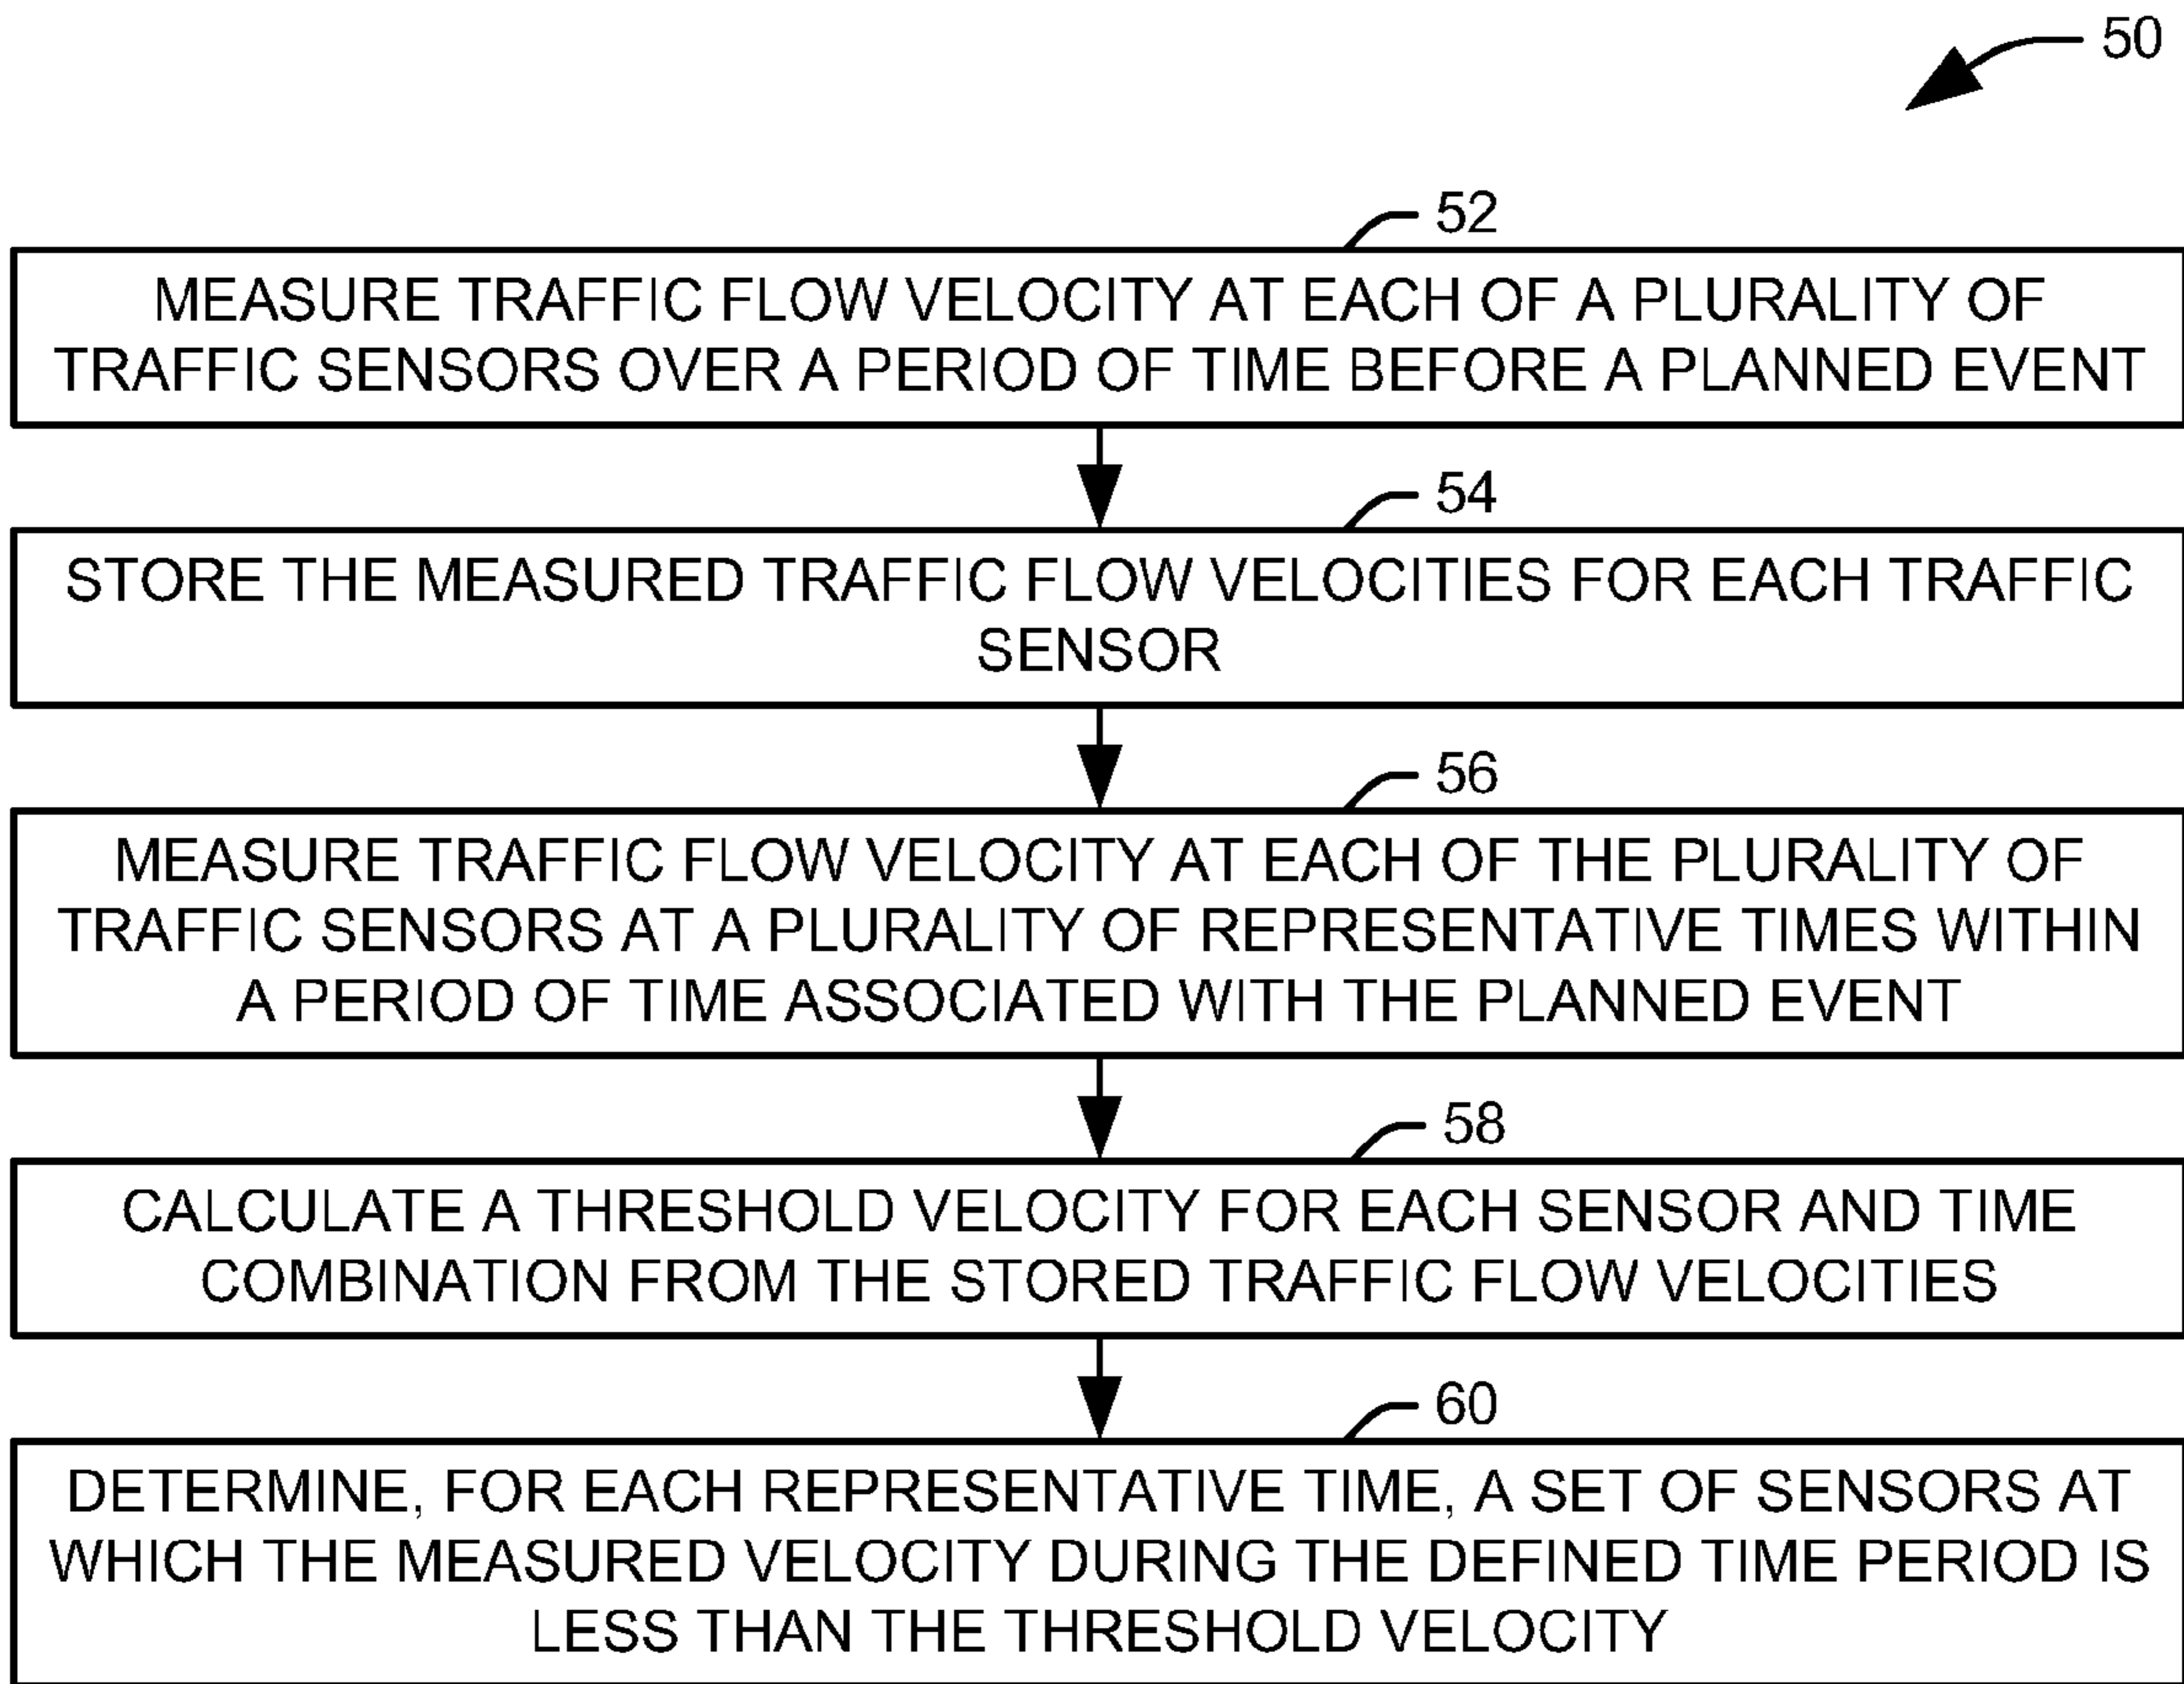 50
52
MEASURE TRAFFIC FLOW VELOCITY AT EACH OF A PLURALITY OF
TRAFFIC SENSORS OVER A PERIOD OF TIME BEFORE A PLANNED EVENT
54
STORE THE MEASURED TRAFFIC FLOW VELOCITIES FOR EACH TRAFFIC
SENSOR
56
MEASURE TRAFFIC FLOW VELOCITY AT EACH OF THE PLURALITY OF
TRAFFIC SENSORS AT A PLURALITY OF REPRESENTATIVE TIMES WITHIN
A PERIOD OF TIME ASSOCIATED WITH THE PLANNED EVENT
58
CALCULATE A THRESHOLD VELOCITY FOR EACH SENSOR AND TIME
COMBINATION FROM THE STORED TRAFFIC FLOW VELOCITIES
60
DETERMINE, FOR EACH REPRESENTATIVE TIME, A SET OF SENSORS AT
WHICH THE MEASURED VELOCITY DURING THE DEFINED TIME PERIOD IS
LESS THAN THE THRESHOLD VELOCITY